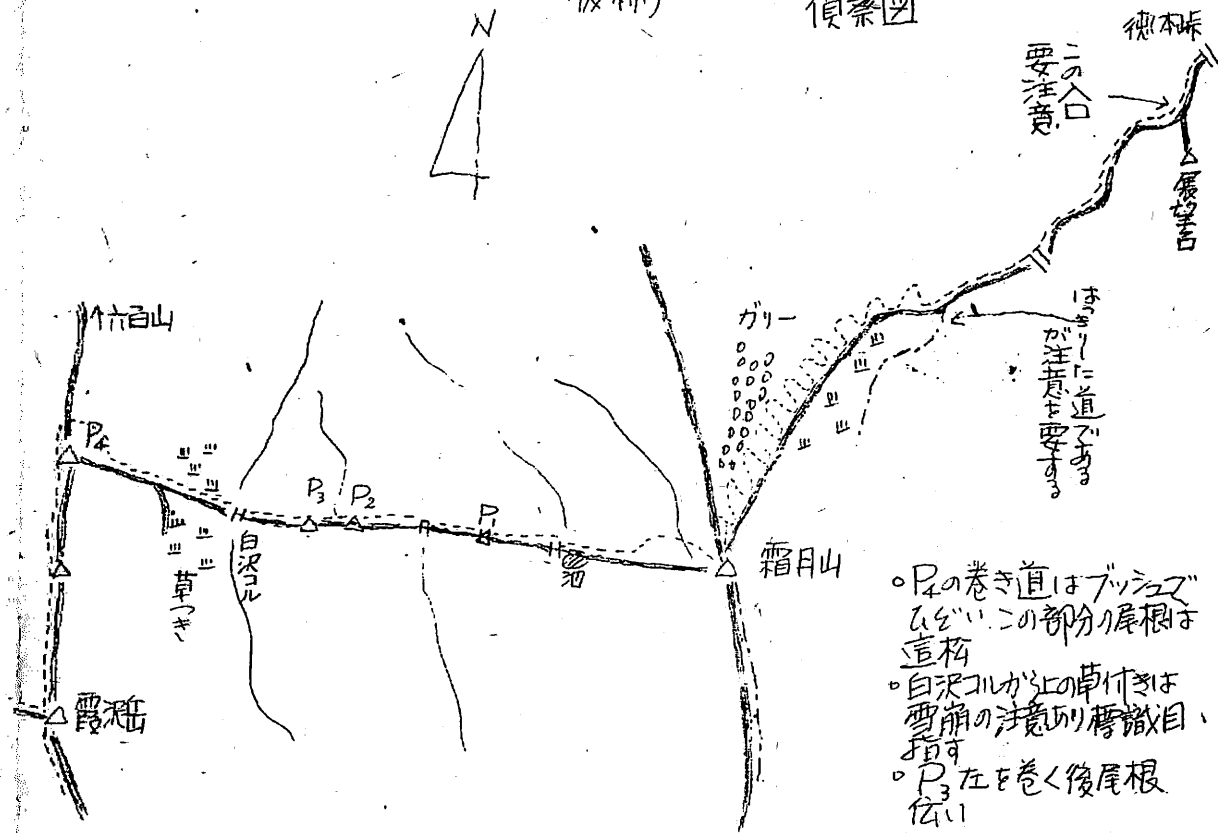 偵察図
N
徳本峠
この入口
要注意
展望台
↑六百山
ガリー
はっきりした道である
が注意を要する
P4
P3
P2
P
白沢コル
草つき
池
霜月山
霞沢岳
◦P4の巻き道はブッシュで
ひどい.この部分の尾根は
這松
◦白沢コルから上の草付きは
雪崩の注意あり標識目
指す
◦P3左を巻く後尾根
伝い